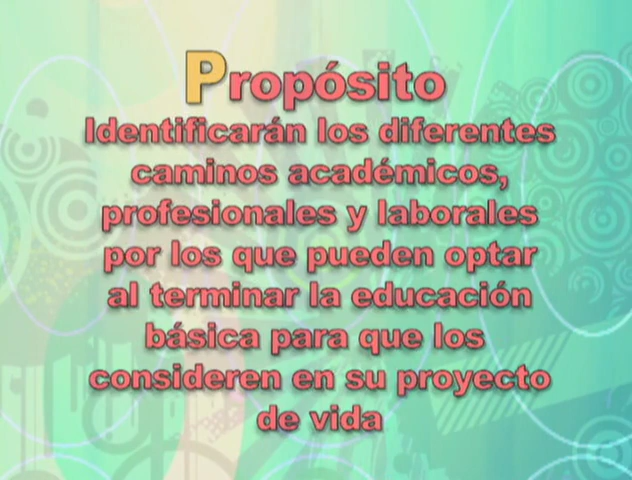 Propósito
Identificarán los diferentes
caminos académicos,
profesionales y laborales
por los que pueden optar
al terminar la educación
básica para que los
consideren en su proyecto
de vida